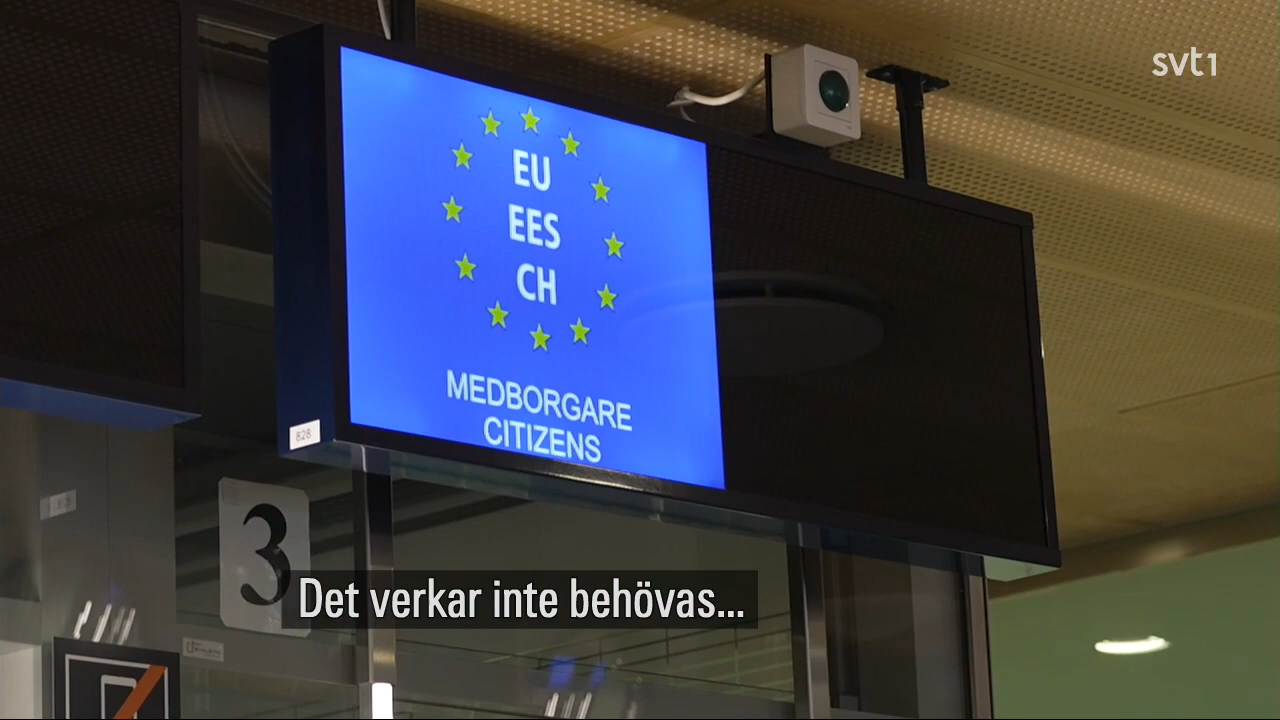 svt1
EU
EES
CH
MEDBORGARE
CITIZENS
828
3
Det verkar inte behövas...